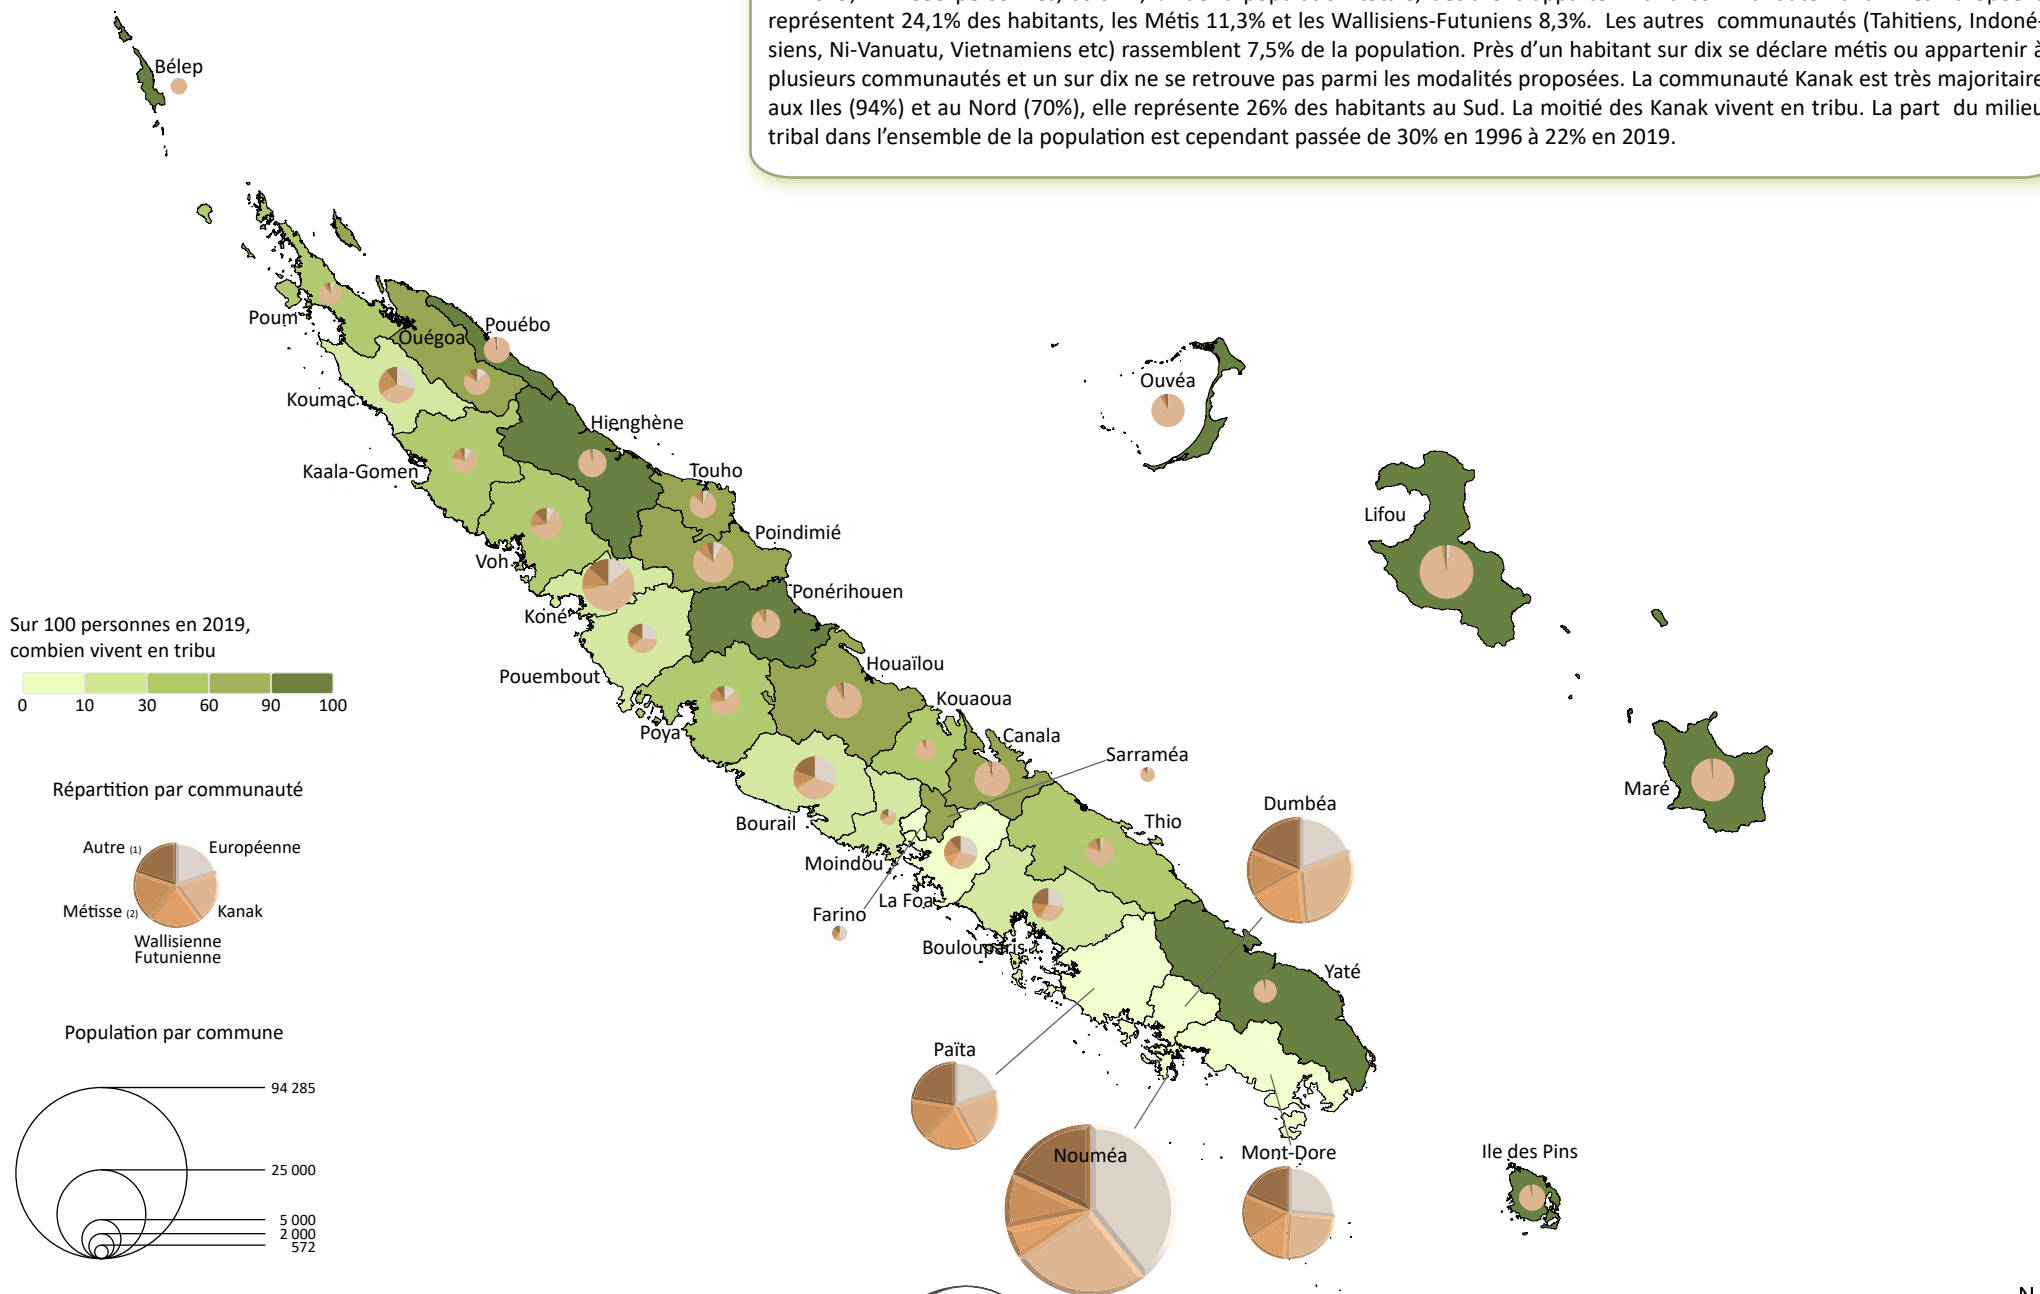 représentent 24,1% des habitants, les Métis 11,3% et les Wallisiens-Futuniens 8,3%. Les autres communautés (Tahitiens, Indoné-
siens, Ni-Vanuatu, Vietnamiens etc) rassemblent 7,5% de la population. Près d’un habitant sur dix se déclare métis ou appartenir à
plusieurs communautés et un sur dix ne se retrouve pas parmi les modalités proposées. La communauté Kanak est très majoritaire
aux Iles (94%) et au Nord (70%), elle représente 26% des habitants au Sud. La moitié des Kanak vivent en tribu. La part du milieu
tribal dans l’ensemble de la population est cependant passée de 30% en 1996 à 22% en 2019.
Bélep
Poum
Ouégoa
Pouébo
Koumac
Hienghène
Kaala-Gomen
Touho
Ouvéa
Lifou
Poindimié
Voh
Ponérihouen
Koné
Sur 100 personnes en 2019,
combien vivent en tribu
0 10 30 60 90 100
Pouembout
Houaïlou
Kouaoua
Poya
Canala
Sarraméa
Maré
Répartition par communauté
Autre (1)
Européenne
Métisse (2)
Kanak
Wallisienne
Futunienne
Bourail
Thio
Dumbéa
Moindou
La Foa
Farino
Boulouparis
Yaté
Population par commune
94 285
25 000
5 000
2 000
572
Païta
Nouméa
Mont-Dore
Ile des Pins
N